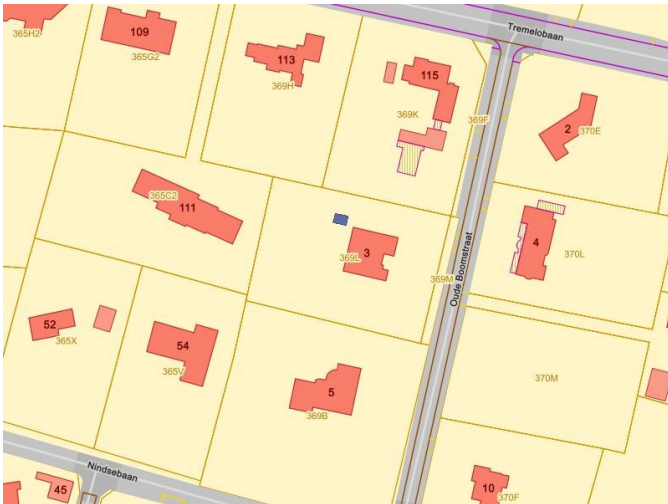 365H2
109
365G2
113
369H
115
369K
369F
Tremelobaan
2
370E
365C2
111
3
369L
369M
Oude Boomstraat
4
370L
52
365X
54
365V
5
369B
370M
Nindsebaan
45
10
370F